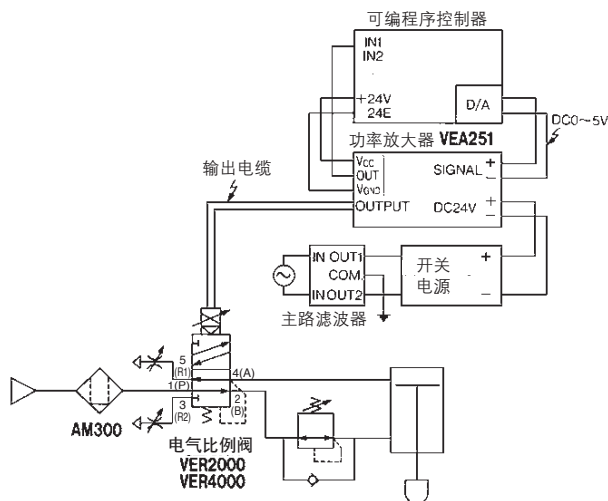 可编程序控制器
IN1
IN2
+24V
24E
D/A
DC0～5V
功率放大器 VEA251
输出电缆
VCC
OUT
VGND
OUTPUT
SIGNAL
+
−
DC24V
+
−
IN OUT1
COM.
IN OUT2
开关
电源
+
−
主路滤波器
5
(R1)
4(A)
1(P)
3
(R2)
2
(B)
AM300
电气比例阀
VER2000
VER4000